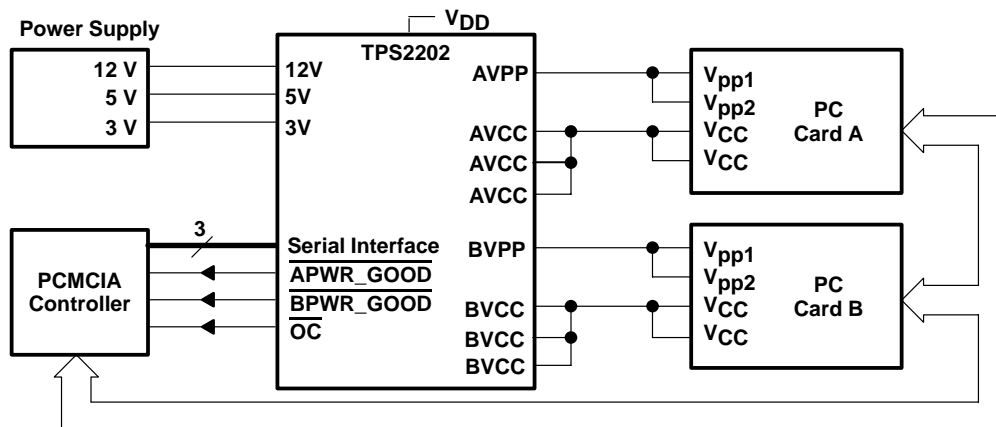 Power Supply
12 V
5 V
3 V
VDD
TPS2202
12V
5V
3V
Serial Interface
APWR_GOOD
BPWR_GOOD
OC
3
PCMCIA
Controller
AVPP
AVCC
AVCC
AVCC
BVPP
BVCC
BVCC
BVCC
Vpp1
Vpp2
VCC
VCC
PC
Card A
Vpp1
Vpp2
VCC
VCC
PC
Card B